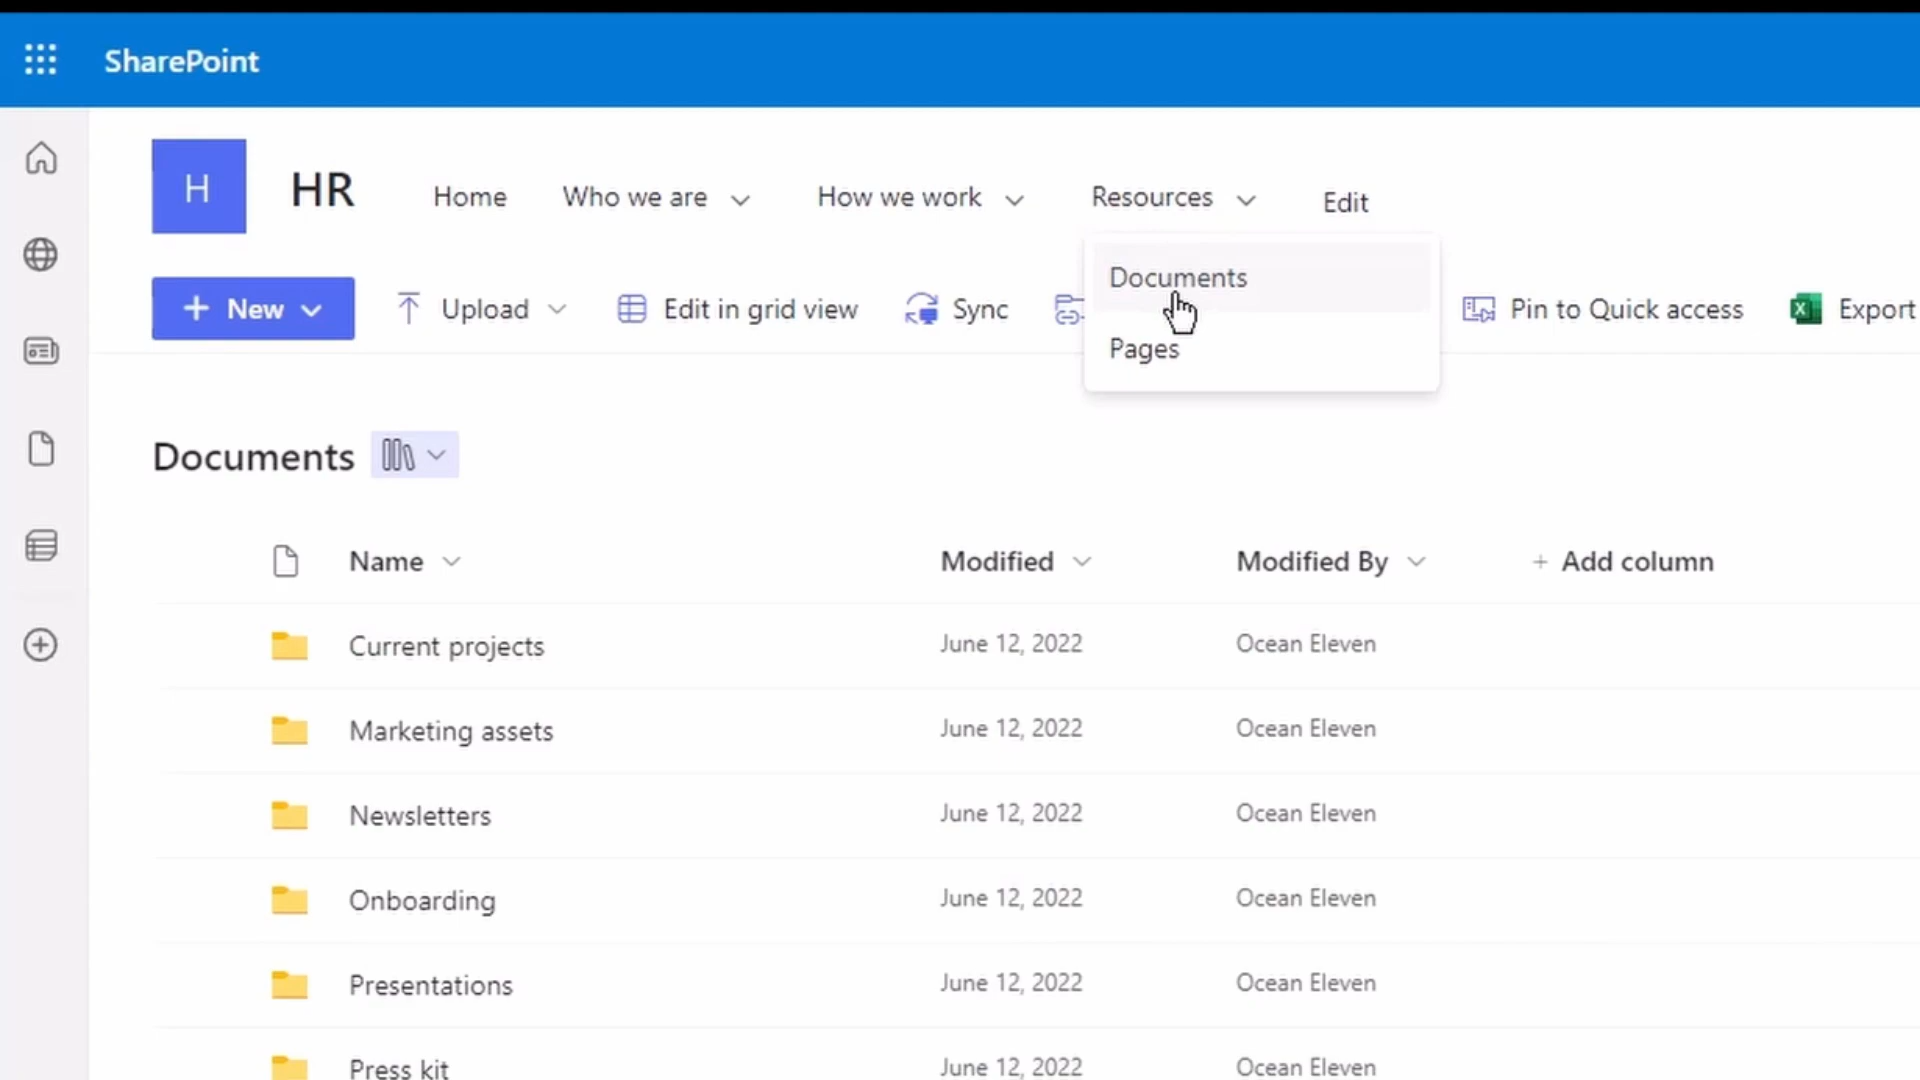 SharePoint
H HR Home Who we are How we work Resources Edit
Documents
Pages
+ New Upload Edit in grid view Sync Pin to Quick access Export
Documents
Name Modified Modified By + Add column
Current projects June 12, 2022 Ocean Eleven
Marketing assets June 12, 2022 Ocean Eleven
Newsletters June 12, 2022 Ocean Eleven
Onboarding June 12, 2022 Ocean Eleven
Presentations June 12, 2022 Ocean Eleven
Press kit June 12, 2022 Ocean Eleven